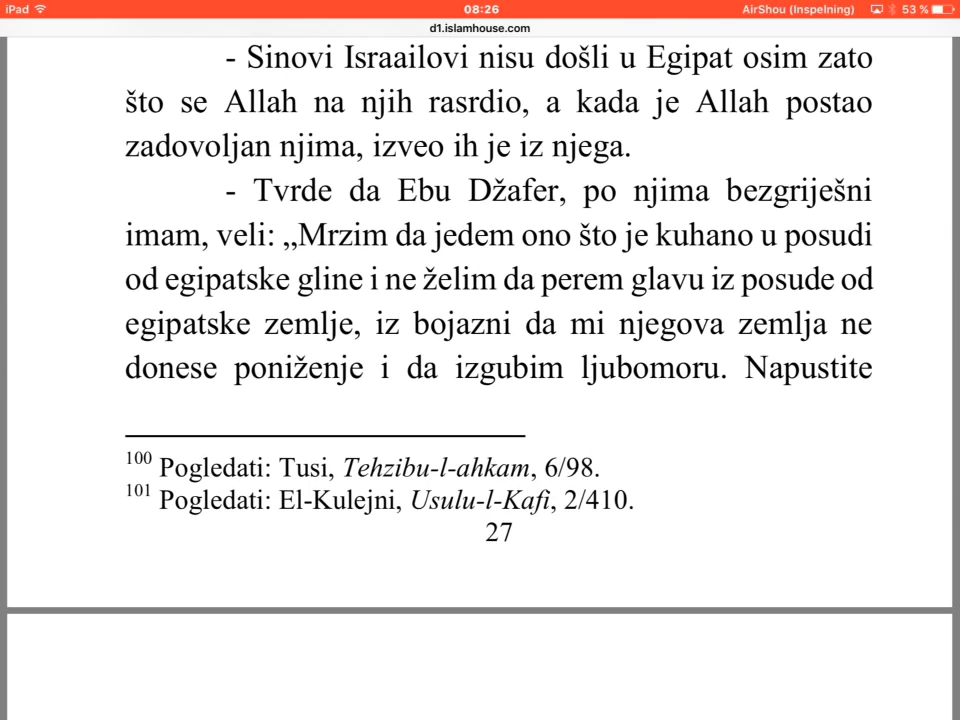 iPad 08:26 AirShou (Inspelning) 53 %
d1.islamhouse.com
- Sinovi Israailovi nisu došli u Egipat osim zato
što se Allah na njih rasrdio, a kada je Allah postao
zadovoljan njima, izveo ih je iz njega.
- Tvrde da Ebu Džafer, po njima bezgriješni
imam, veli: „Mrzim da jedem ono što je kuhano u posudi
od egipatske gline i ne želim da perem glavu iz posude od
egipatske zemlje, iz bojazni da mi njegova zemlja ne
donese poniženje i da izgubim ljubomoru. Napustite
100 Pogledati: Tusi, Tehzibu-l-ahkam, 6/98.
101 Pogledati: El-Kulejni, Usulu-l-Kafi, 2/410.
27